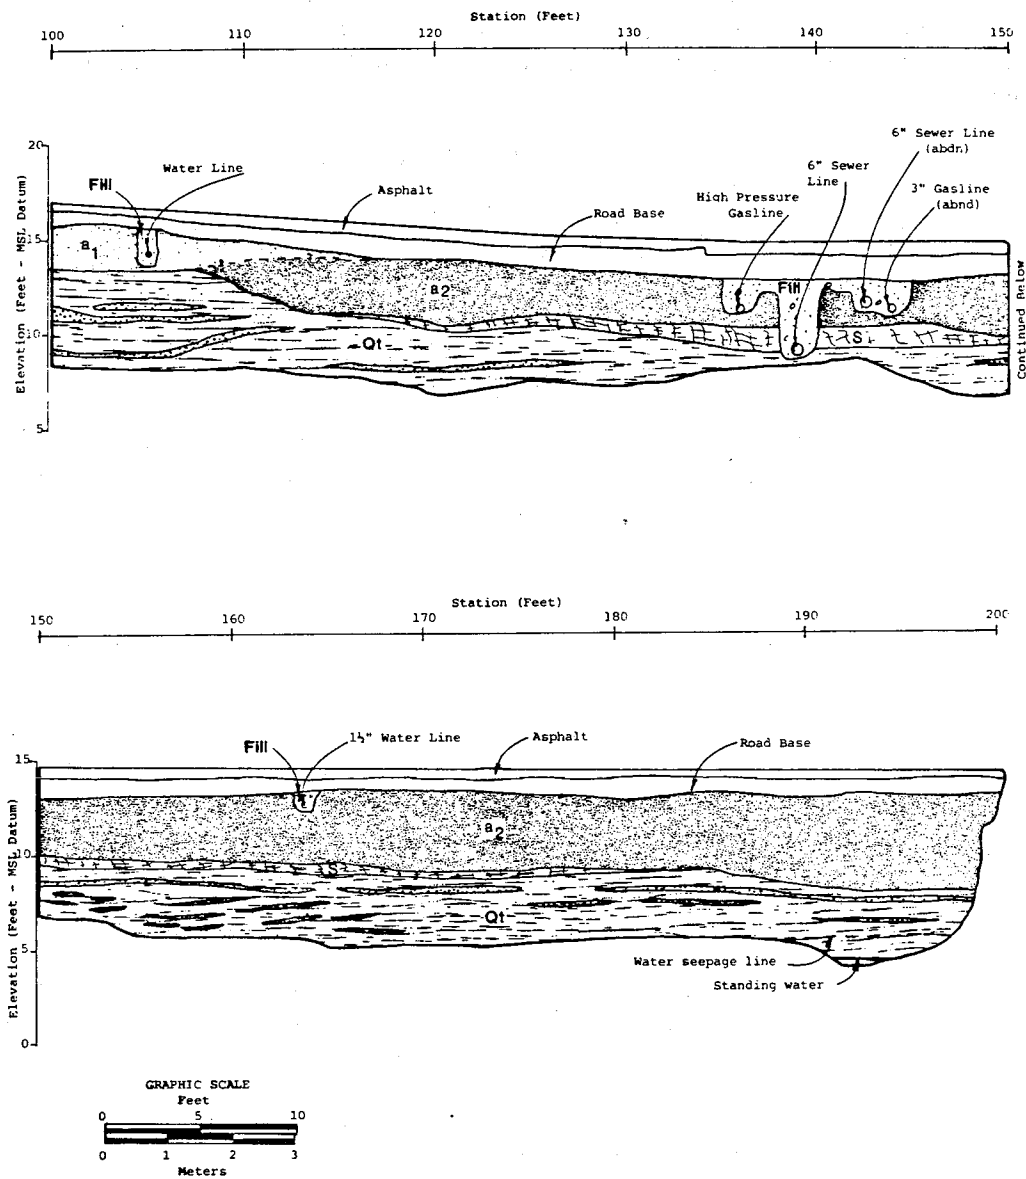 Station (Feet)
100 110 120 130 140 150
6" Sewer Line
(abdn)
20
Water Line
6" Sewer
Line
Fill
Asphalt
High Pressure
Gasline
3" Gasline
(abnd)
Road Base
15
a1
a2
Fill
10
Qt
S
5
Elevation (Feet - MSL Datum)
Continued Below
?
Station (Feet)
150 160 170 180 190 200
Fill
1½" Water Line
Asphalt
Road Base
15
a2
10
S
Qt
5
Water seepage line
Standing water
0
Elevation (Feet - MSL Datum)
GRAPHIC SCALE
Feet
0 5 10
0 1 2 3
Meters